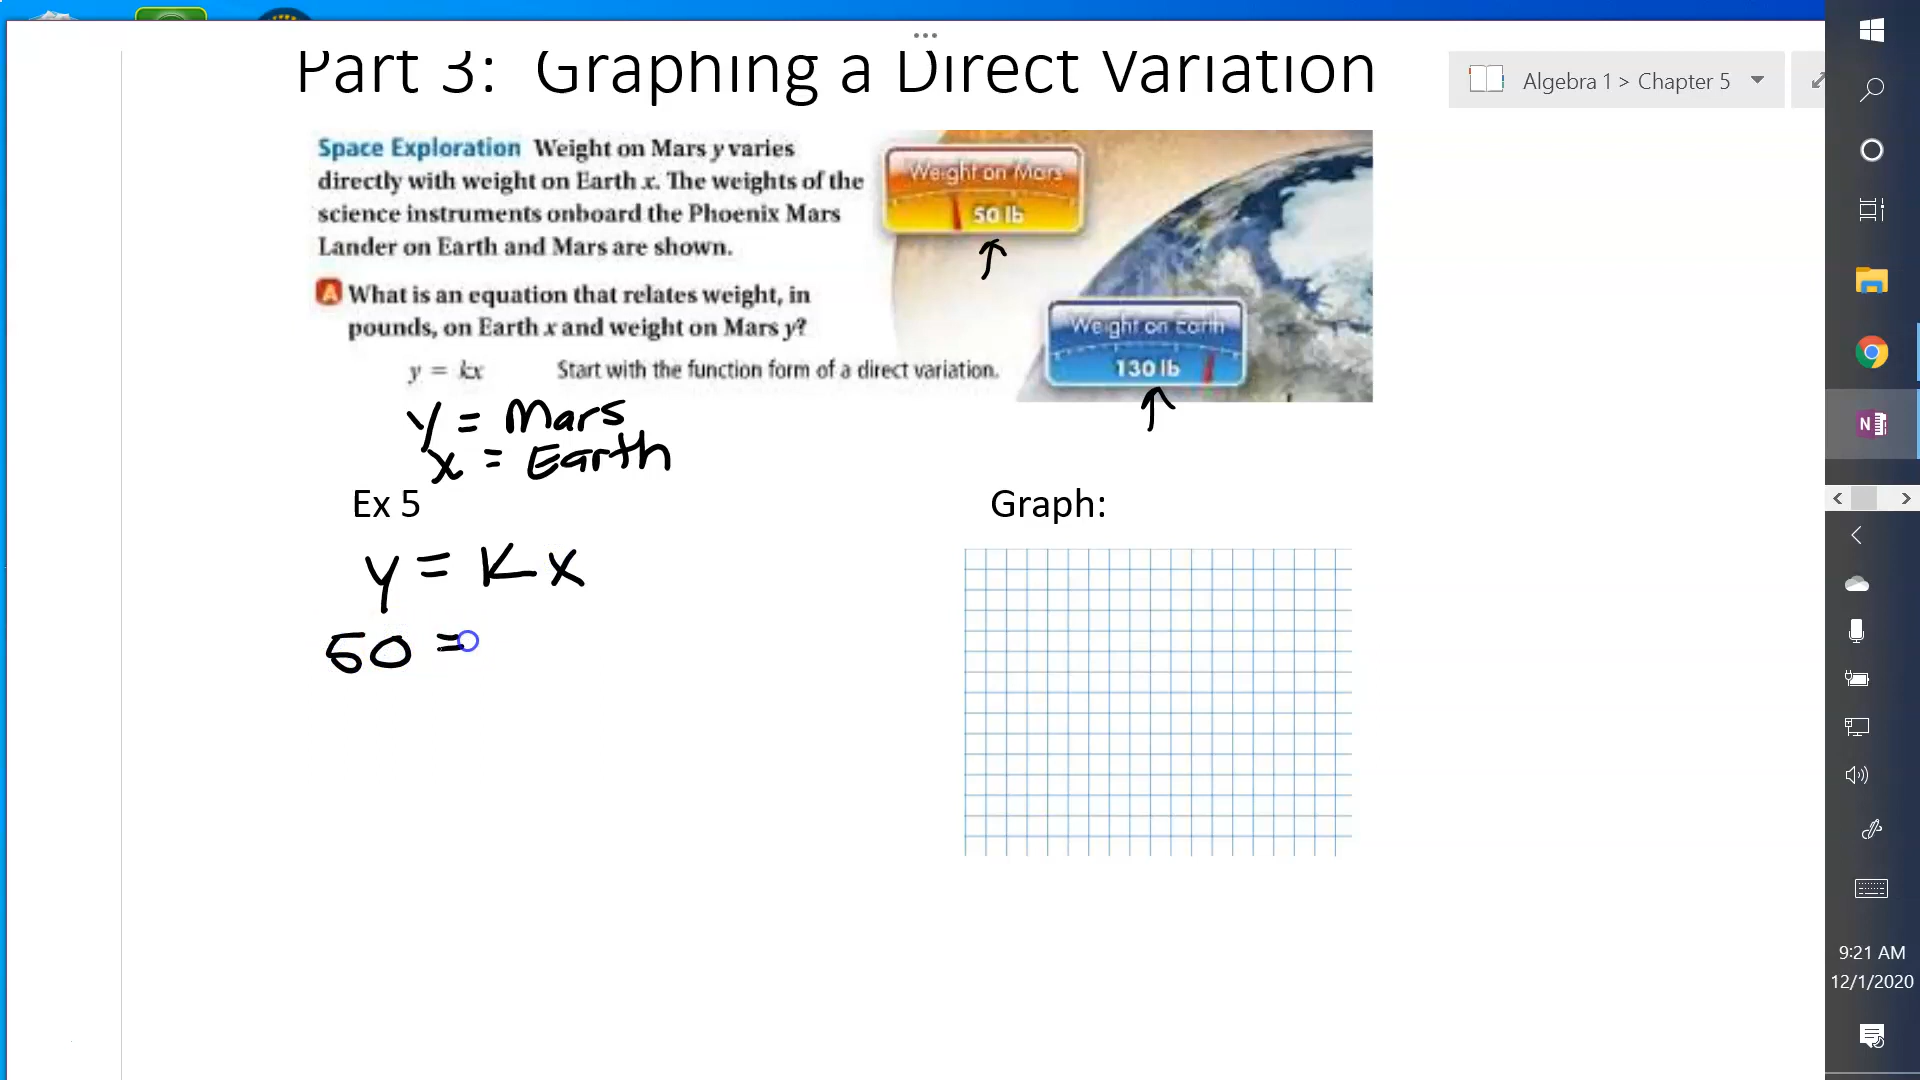 Part 3: Graphing a Direct Variation
Algebra 1 > Chapter 5
Space Exploration Weight on Mars y varies
directly with weight on Earth x. The weights of the
science instruments onboard the Phoenix Mars
Lander on Earth and Mars are shown.
Weight on Mars
50 lb
A What is an equation that relates weight, in
pounds, on Earth x and weight on Mars y?
Weight on Earth
130 lb
y = kx Start with the function form of a direct variation.
y = Mars
x = Earth
Ex 5
Graph:
y = Kx
50 =
N
9:21 AM
12/1/2020